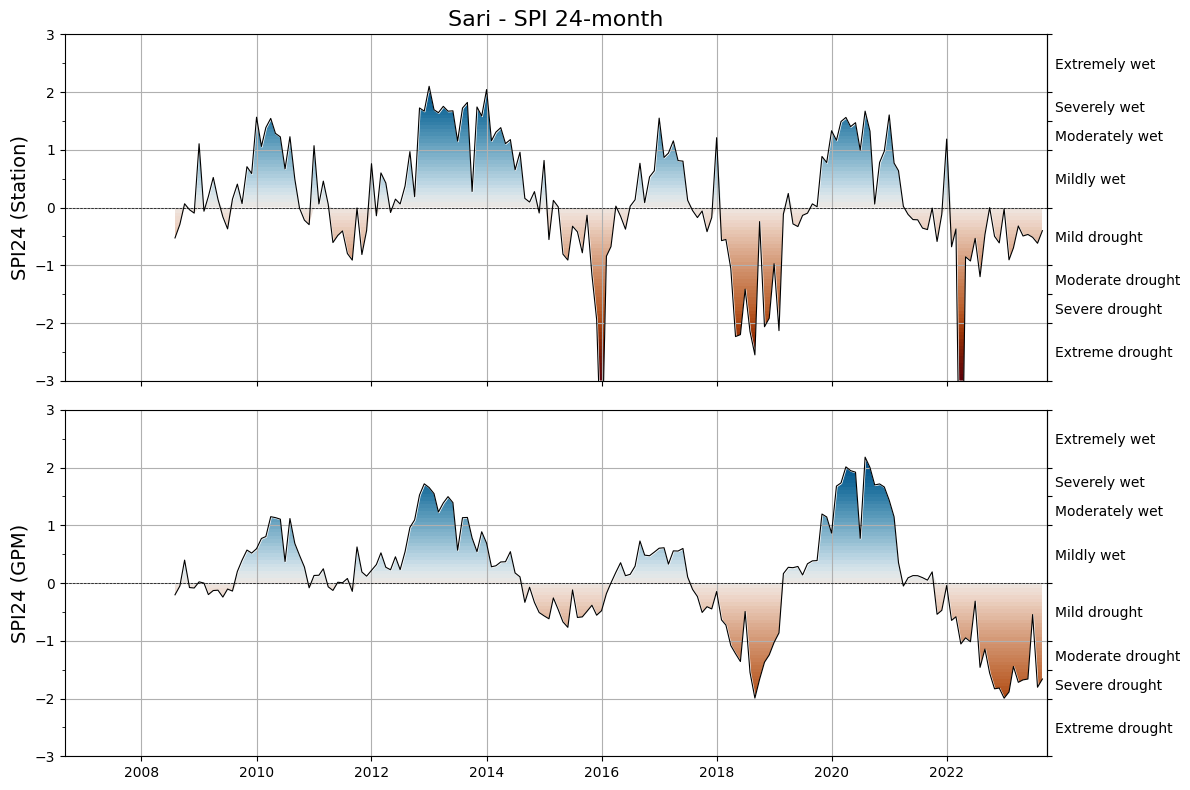 Sari - SPI 24-month
SPI24 (Station)
3
2
1
0
−1
−2
−3
Extremely wet
Severely wet
Moderately wet
Mildly wet
Mild drought
Moderate drought
Severe drought
Extreme drought
SPI24 (GPM)
3
2
1
0
−1
−2
−3
Extremely wet
Severely wet
Moderately wet
Mildly wet
Mild drought
Moderate drought
Severe drought
Extreme drought
2008 2010 2012 2014 2016 2018 2020 2022